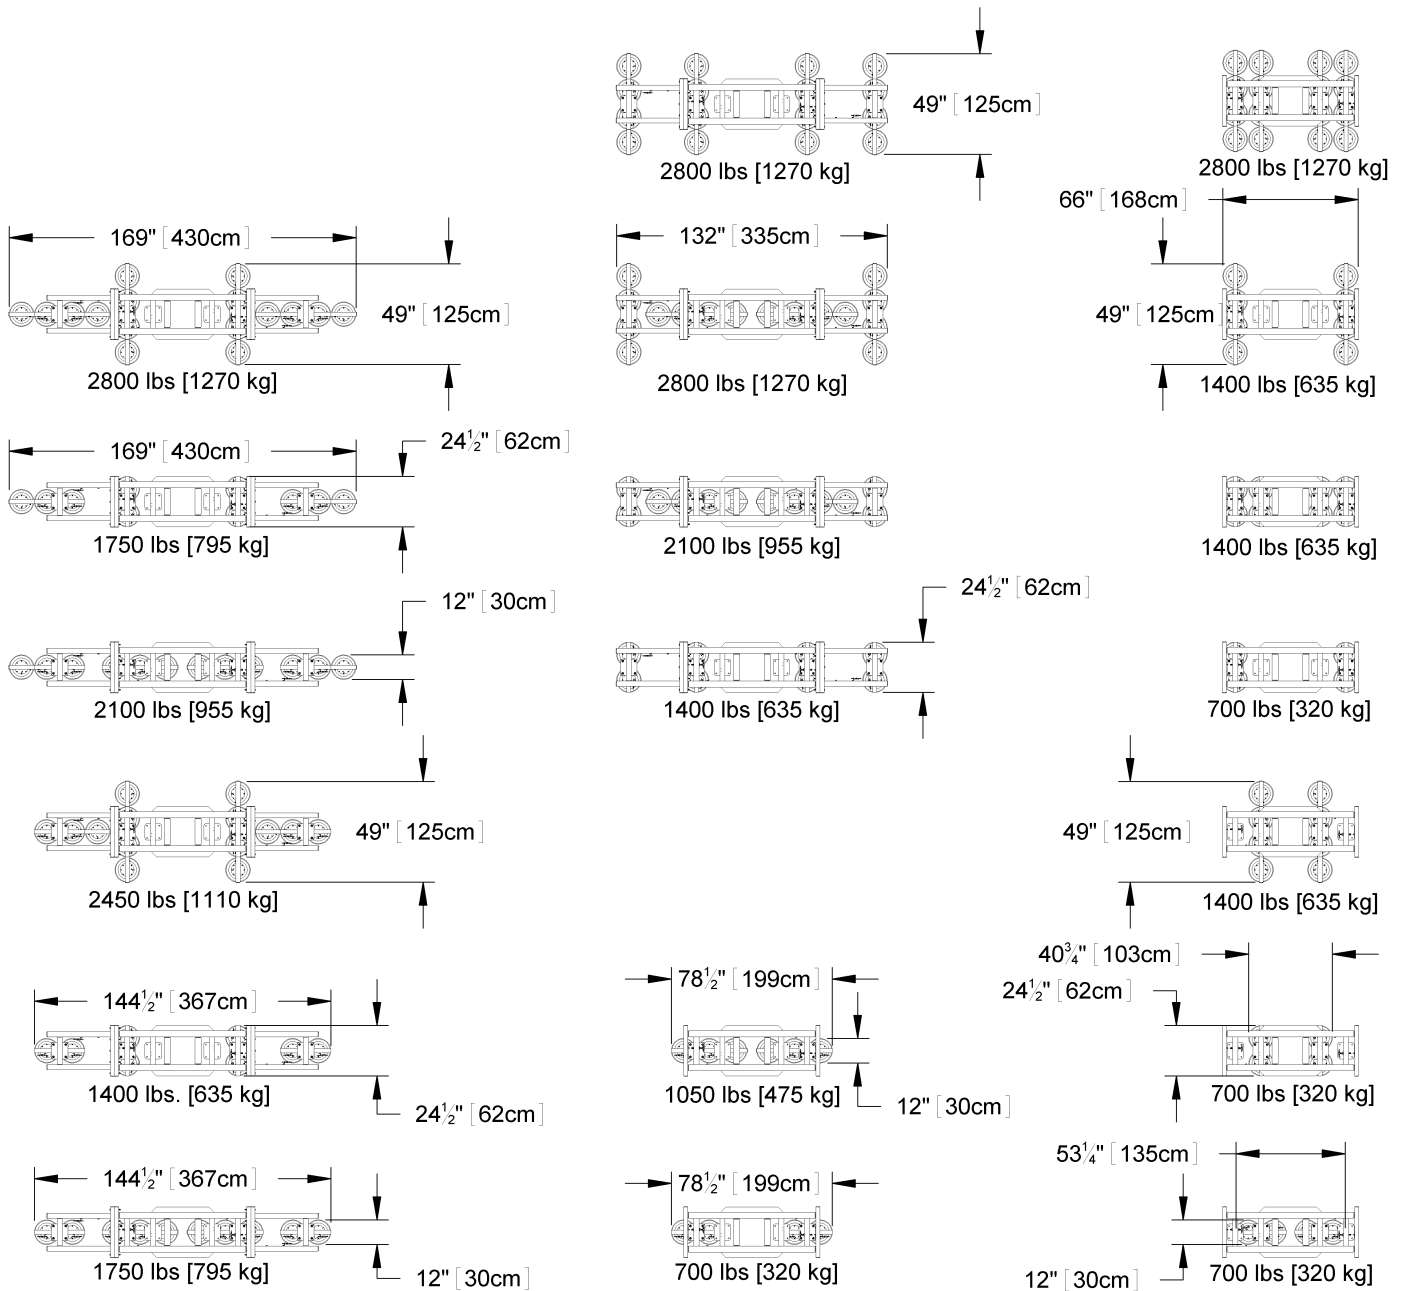 49" [125cm]
2800 lbs [1270 kg]
2800 lbs [1270 kg]
66" [168cm]
169" [430cm]
132" [335cm]
49" [125cm]
49" [125cm]
2800 lbs [1270 kg]
2800 lbs [1270 kg]
1400 lbs [635 kg]
169" [430cm]
24½" [62cm]
1750 lbs [795 kg]
2100 lbs [955 kg]
1400 lbs [635 kg]
12" [30cm]
24½" [62cm]
2100 lbs [955 kg]
1400 lbs [635 kg]
700 lbs [320 kg]
49" [125cm]
49" [125cm]
2450 lbs [1110 kg]
1400 lbs [635 kg]
40¾" [103cm]
78½" [199cm]
24½" [62cm]
144½" [367cm]
1400 lbs. [635 kg]
1050 lbs [475 kg]
700 lbs [320 kg]
24½" [62cm]
12" [30cm]
53¼" [135cm]
144½" [367cm]
78½" [199cm]
1750 lbs [795 kg]
700 lbs [320 kg]
700 lbs [320 kg]
12" [30cm]
12" [30cm]